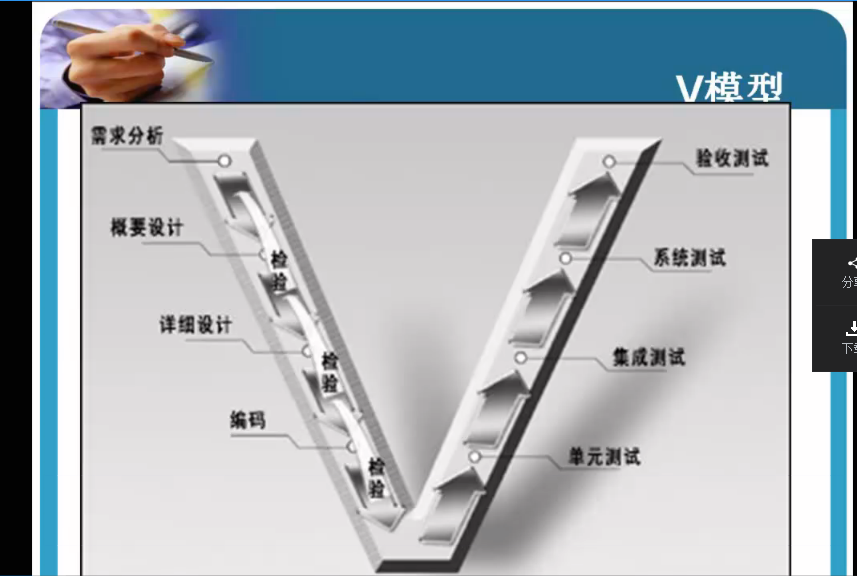 V模型
需求分析
验收测试
概要设计
检
验
系统测试
详细设计
检
验
集成测试
编码
检
验
单元测试
分享